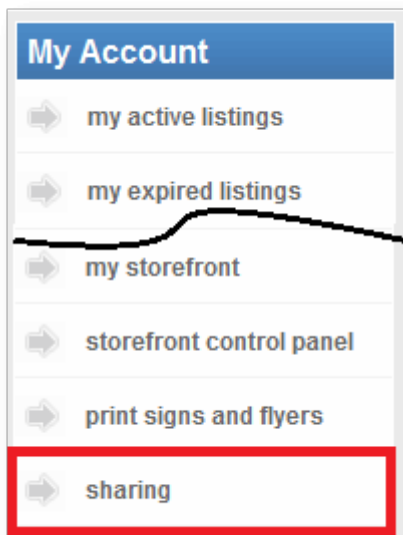 My Account
my active listings
my expired listings
my storefront
storefront control panel
print signs and flyers
sharing